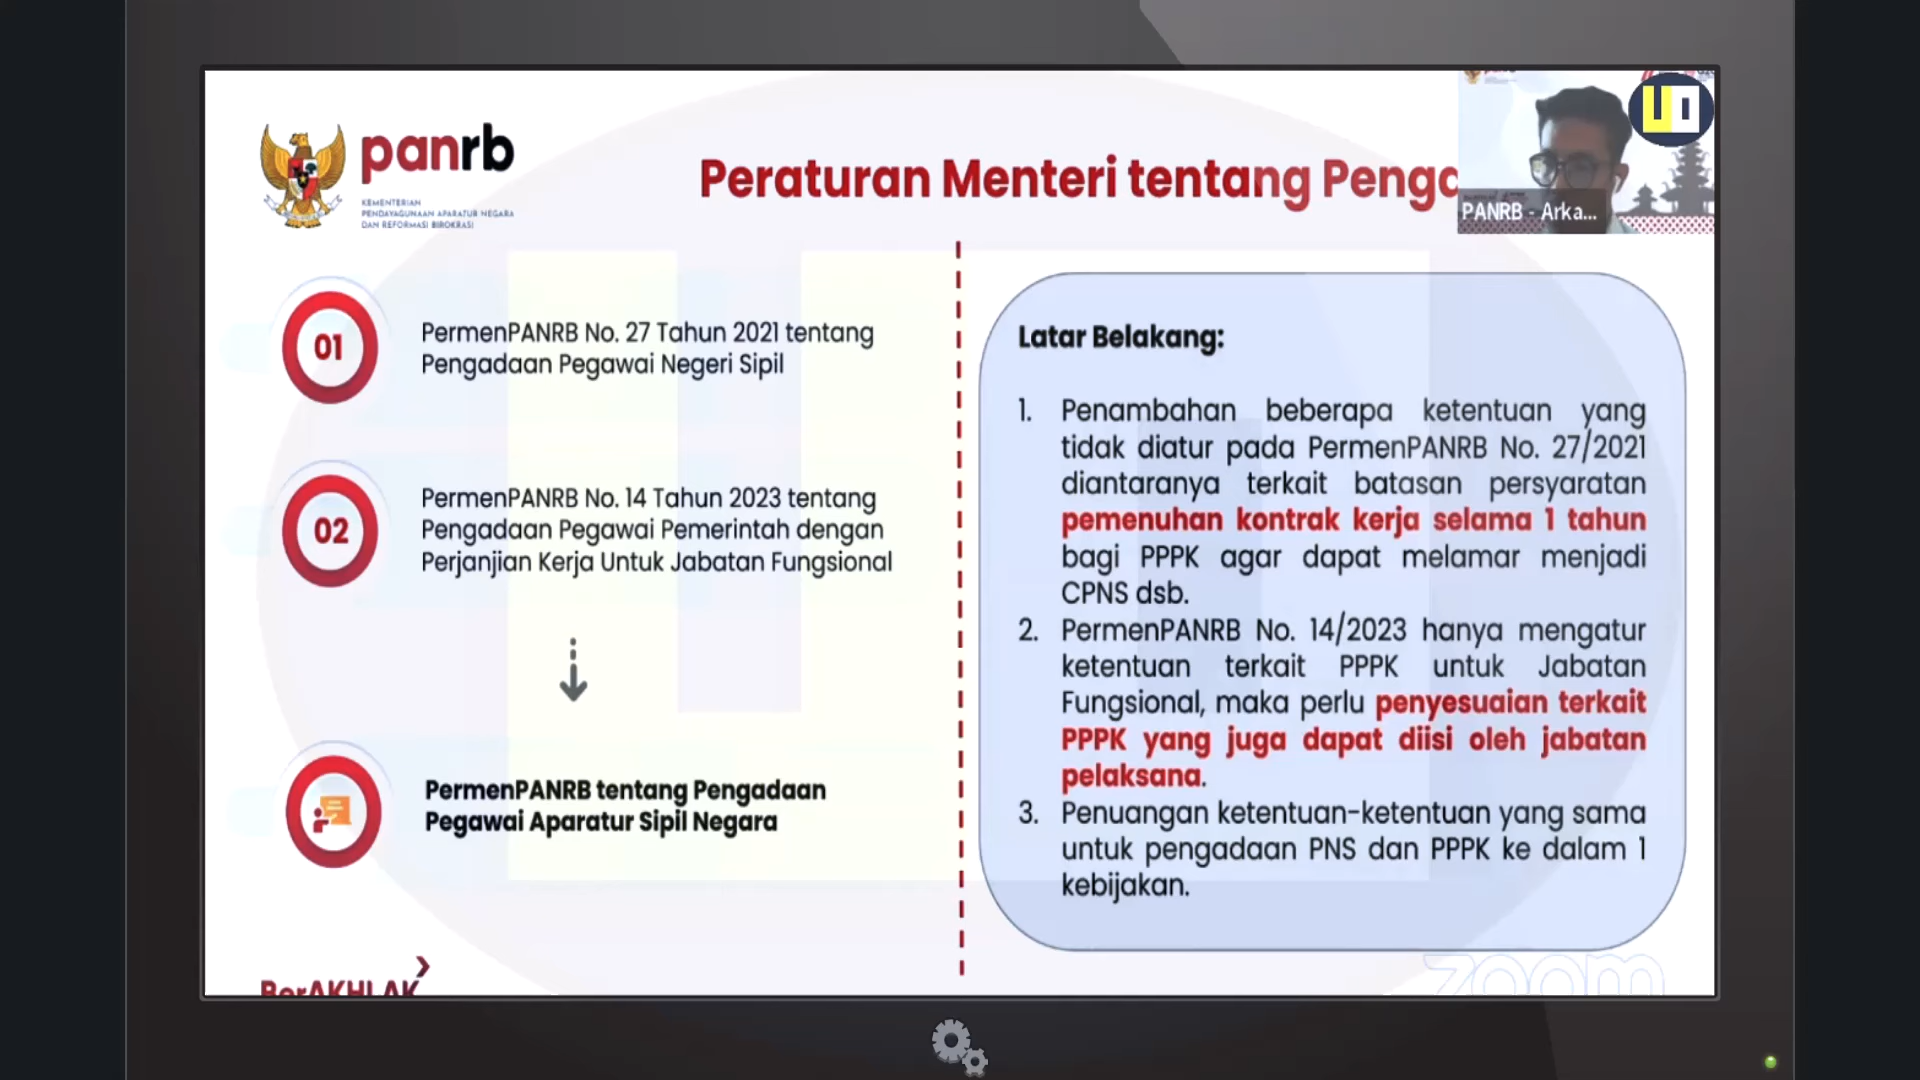 panrb
KEMENTERIAN
PENDAYAGUNAAN APARATUR NEGARA
DAN REFORMASI BIROKRASI
Peraturan Menteri tentang Penga
PANRB - Arka...
01
PermenPANRB No. 27 Tahun 2021 tentang
Pengadaan Pegawai Negeri Sipil
02
PermenPANRB No. 14 Tahun 2023 tentang
Pengadaan Pegawai Pemerintah dengan
Perjanjian Kerja Untuk Jabatan Fungsional
PermenPANRB tentang Pengadaan
Pegawai Aparatur Sipil Negara
BerAKHLAK
Latar Belakang:
1. Penambahan beberapa ketentuan yang
tidak diatur pada PermenPANRB No. 27/2021
diantaranya terkait batasan persyaratan
pemenuhan kontrak kerja selama 1 tahun
bagi PPPK agar dapat melamar menjadi
CPNS dsb.
2. PermenPANRB No. 14/2023 hanya mengatur
ketentuan terkait PPPK untuk Jabatan
Fungsional, maka perlu penyesuaian terkait
PPPK yang juga dapat diisi oleh jabatan
pelaksana.
3. Penuangan ketentuan-ketentuan yang sama
untuk pengadaan PNS dan PPPK ke dalam 1
kebijakan.
zoom